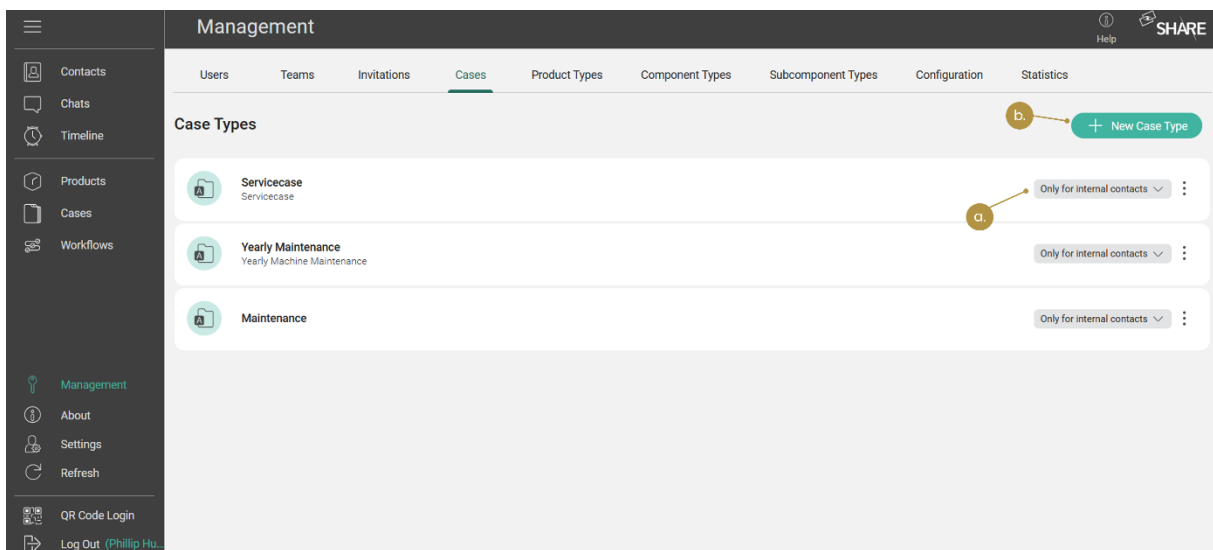 Management
Help
SHARE
Contacts
Chats
Timeline
Products
Cases
Workflows
Management
About
Settings
Refresh
QR Code Login
Log Out (Phillip Hu...
Users Teams Invitations Cases Product Types Component Types Subcomponent Types Configuration Statistics
Case Types
b.
+ New Case Type
Servicecase
Servicecase
Only for internal contacts
a.
Yearly Maintenance
Yearly Machine Maintenance
Only for internal contacts
Maintenance
Only for internal contacts